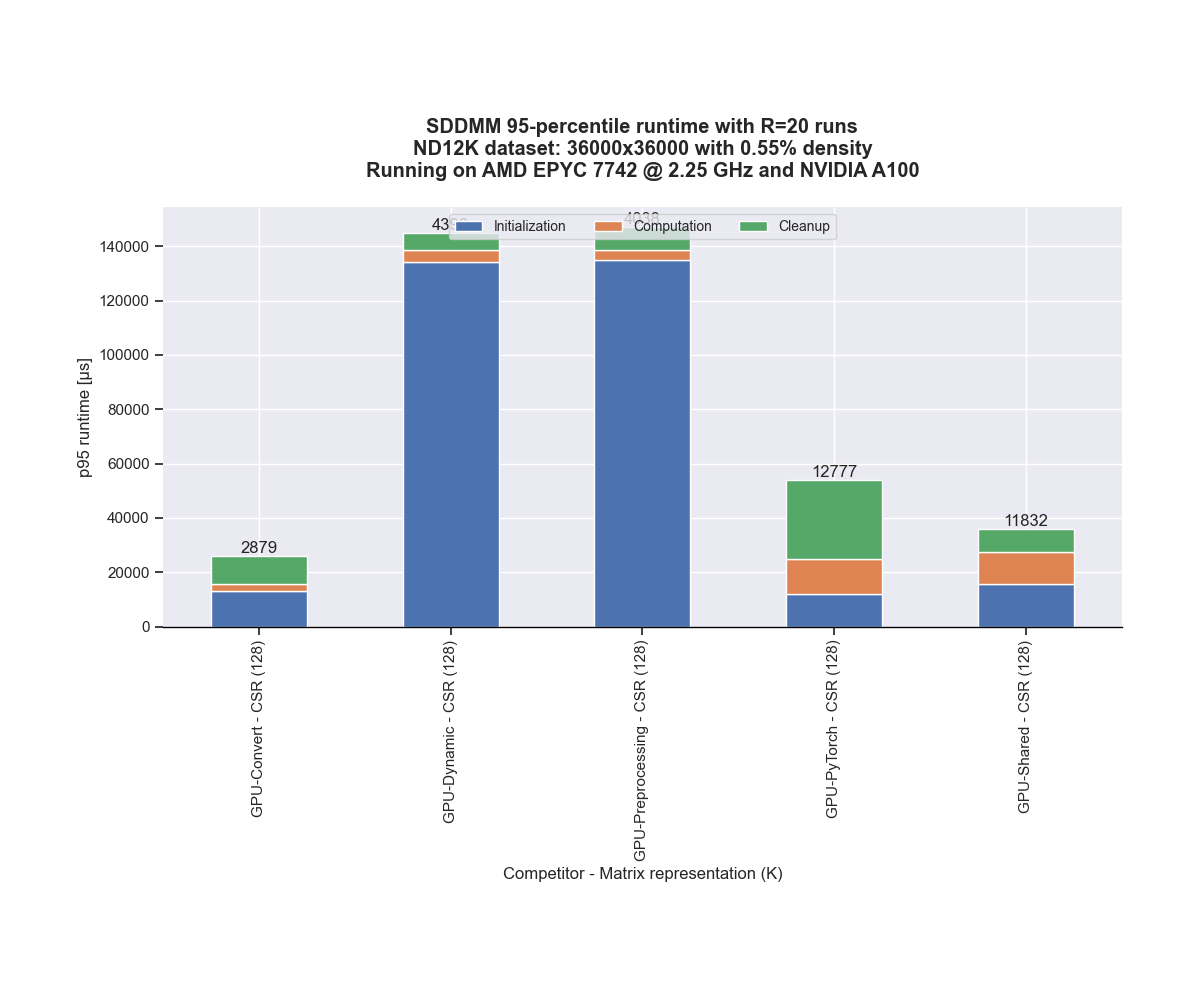 SDDMM 95-percentile runtime with R=20 runs
ND12K dataset: 36000x36000 with 0.55% density
Running on AMD EPYC 7742 @ 2.25 GHz and NVIDIA A100
Initialization
Computation
Cleanup
4038
12777
11832
2879
140000
120000
100000
80000
60000
40000
20000
0
p95 runtime [µs]
GPU-Convert - CSR (128)
GPU-Dynamic - CSR (128)
GPU-Preprocessing - CSR (128)
GPU-PyTorch - CSR (128)
GPU-Shared - CSR (128)
Competitor - Matrix representation (K)